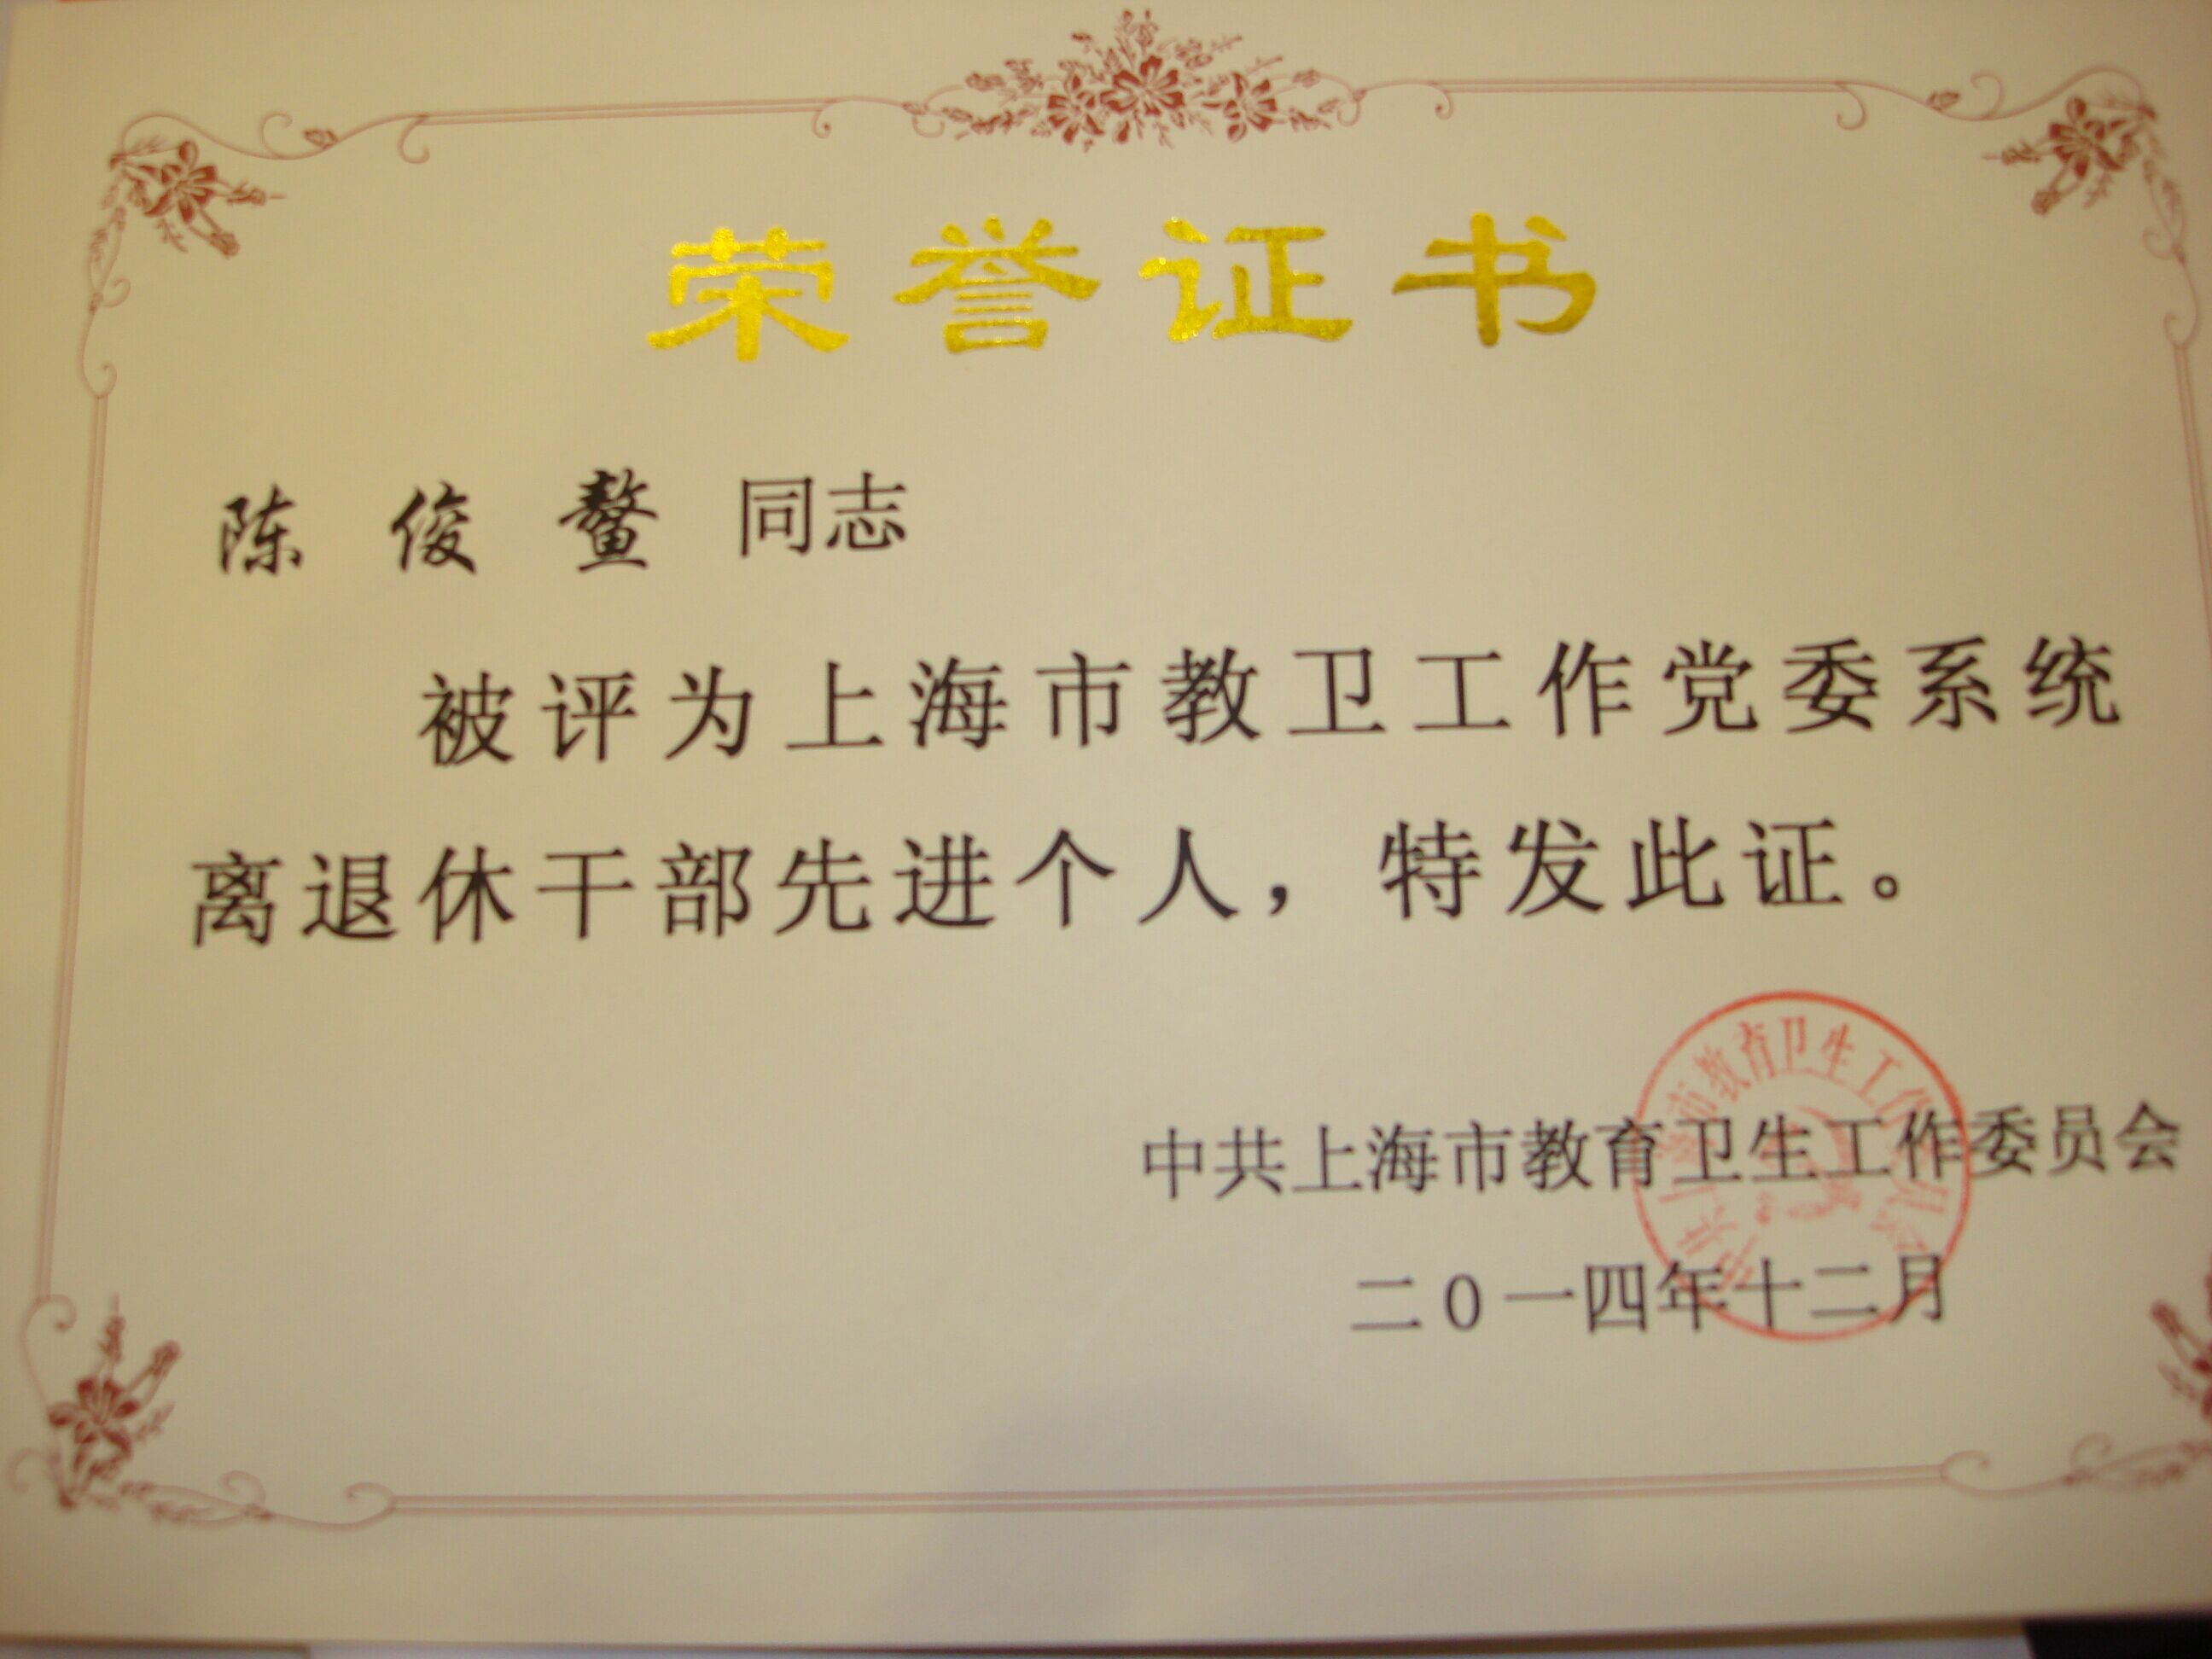 荣誉证书
陈俊鳌 同志
被评为上海市教卫工作党委系统
离退休干部先进个人，特发此证。
中共上海市教育卫生工作委员会
二0一四年十二月